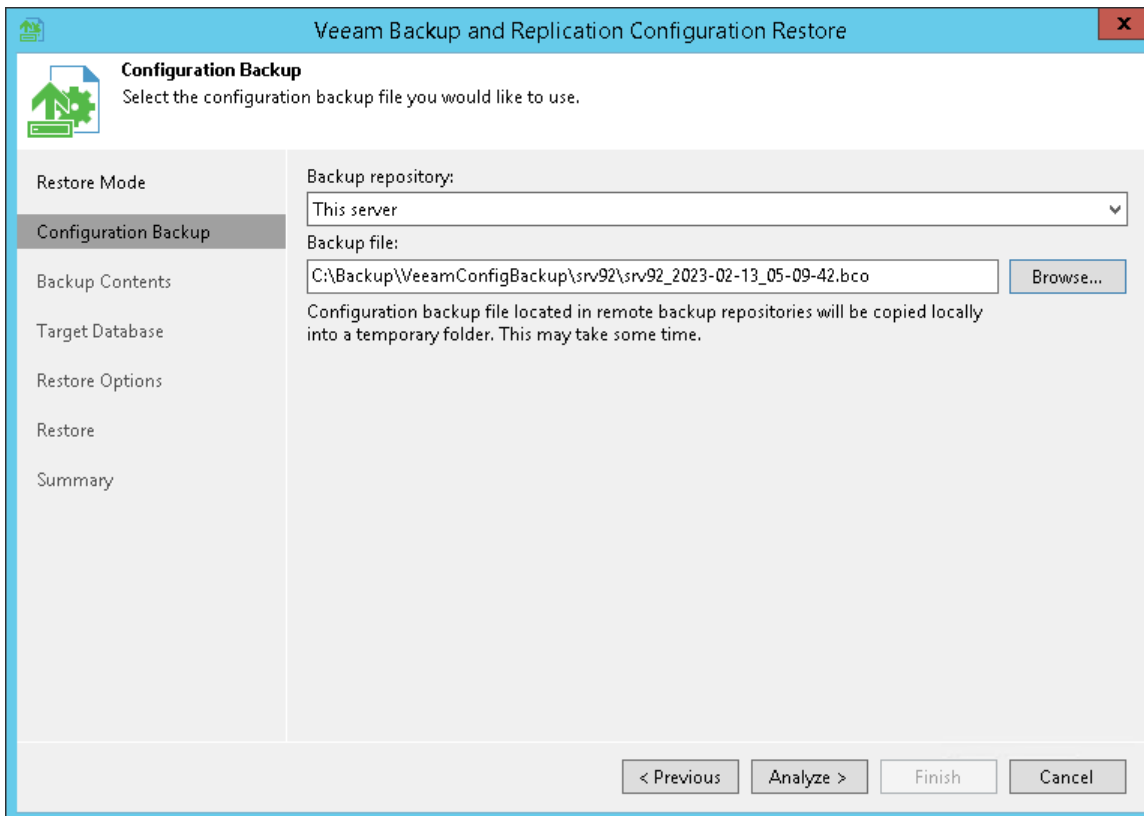 Veeam Backup and Replication Configuration Restore
x
Configuration Backup
Select the configuration backup file you would like to use.
Restore Mode
Configuration Backup
Backup Contents
Target Database
Restore Options
Restore
Summary
Backup repository:
This server
Backup file:
C:\Backup\VeeamConfigBackup\srv92\srv92_2023-02-13_05-09-42.bco
Browse...
Configuration backup file located in remote backup repositories will be copied locally
into a temporary folder. This may take some time.
< Previous
Analyze >
Finish
Cancel